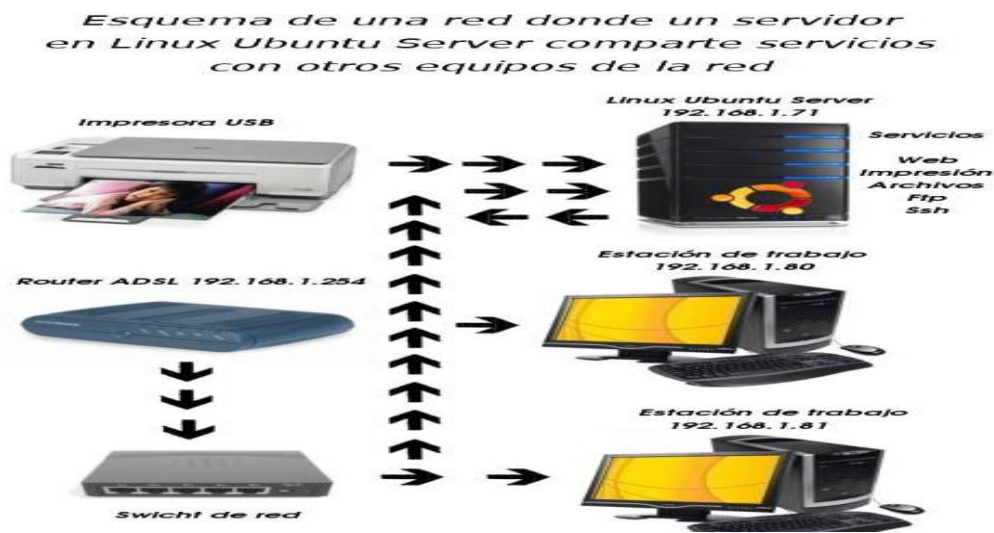 Esquema de una red donde un servidor
en Linux Ubuntu Server comparte servicios
con otros equipos de la red
Impresora USB
Linux Ubuntu Server
192.168.1.71
Servicios
Web
Impresión
Archivos
Ftp
Ssh
Router ADSL 192.168.1.254
Estación de trabajo
192.168.1.80
Estación de trabajo
192.168.1.81
Swicht de red